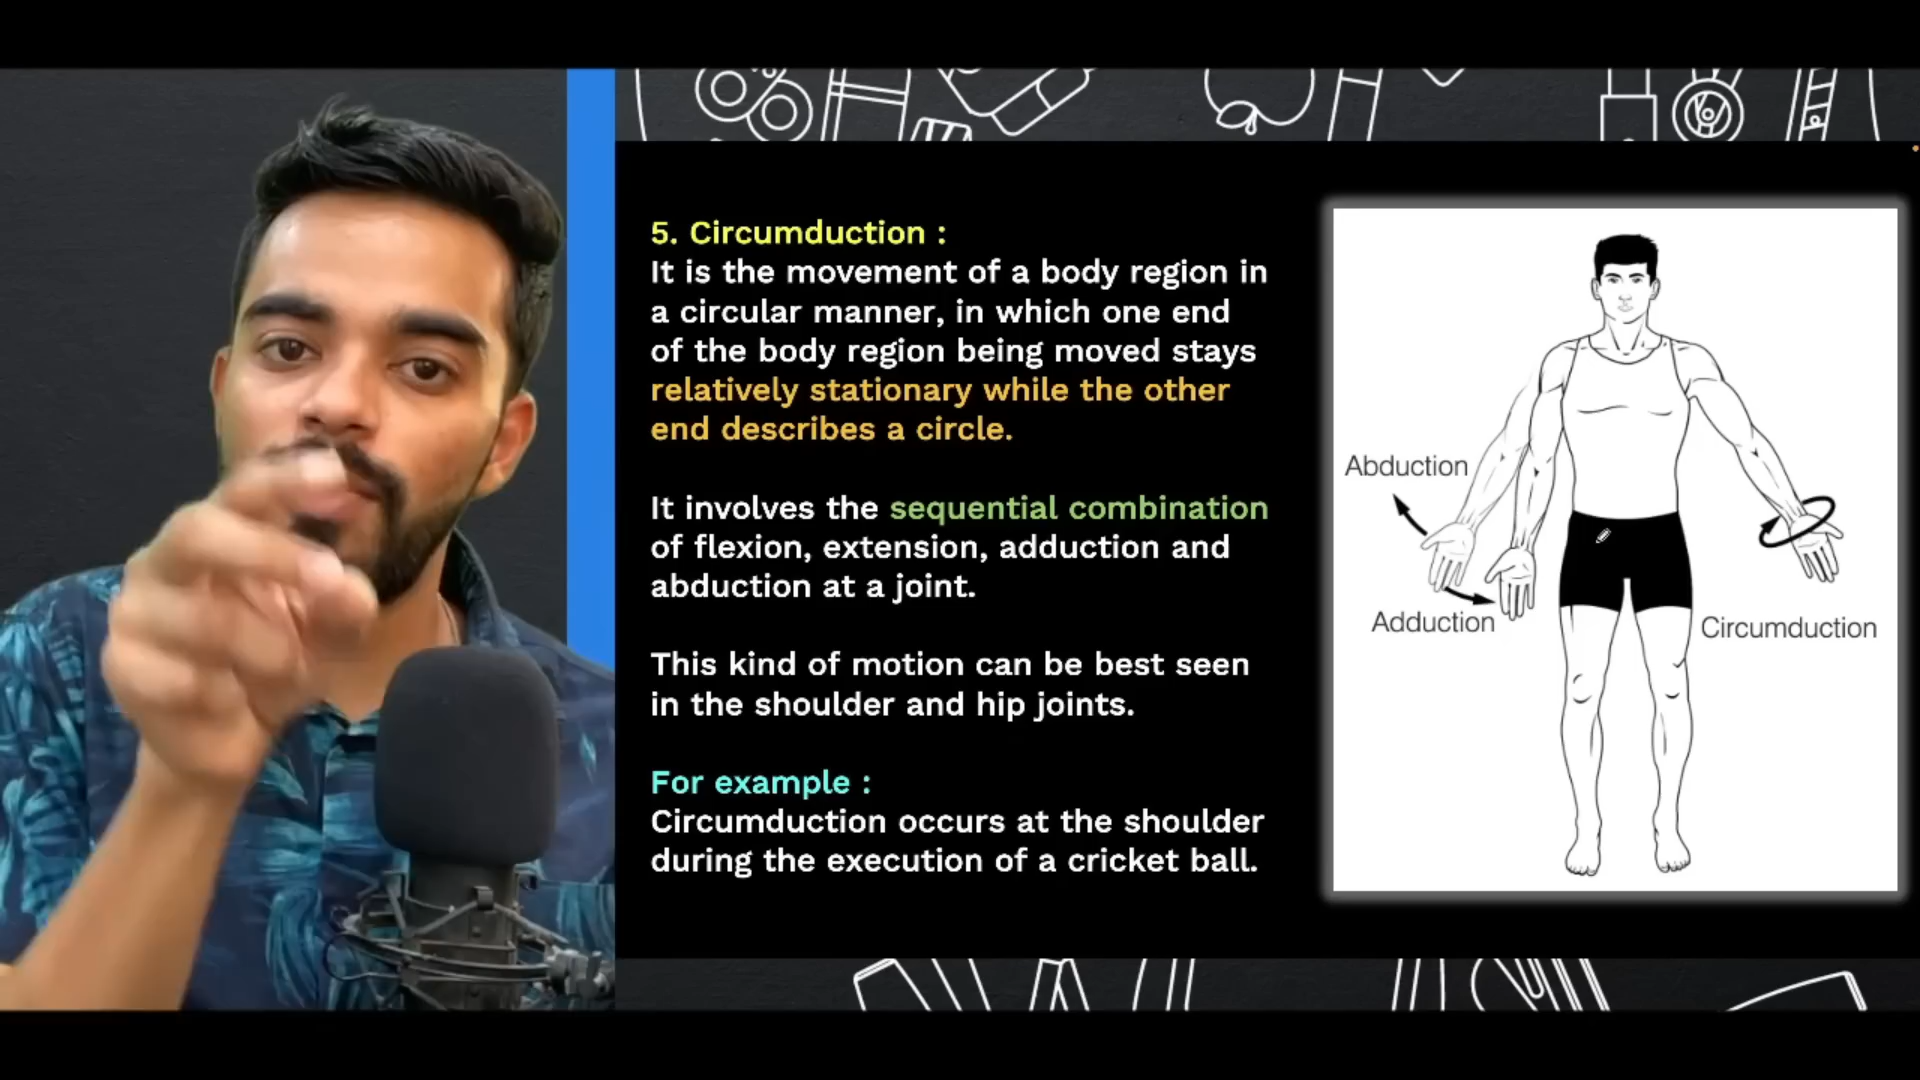 5. Circumduction :
It is the movement of a body region in
a circular manner, in which one end
of the body region being moved stays
relatively stationary while the other
end describes a circle.
It involves the sequential combination
of flexion, extension, adduction and
abduction at a joint.
This kind of motion can be best seen
in the shoulder and hip joints.
For example :
Circumduction occurs at the shoulder
during the execution of a cricket ball.
Abduction
Adduction
Circumduction